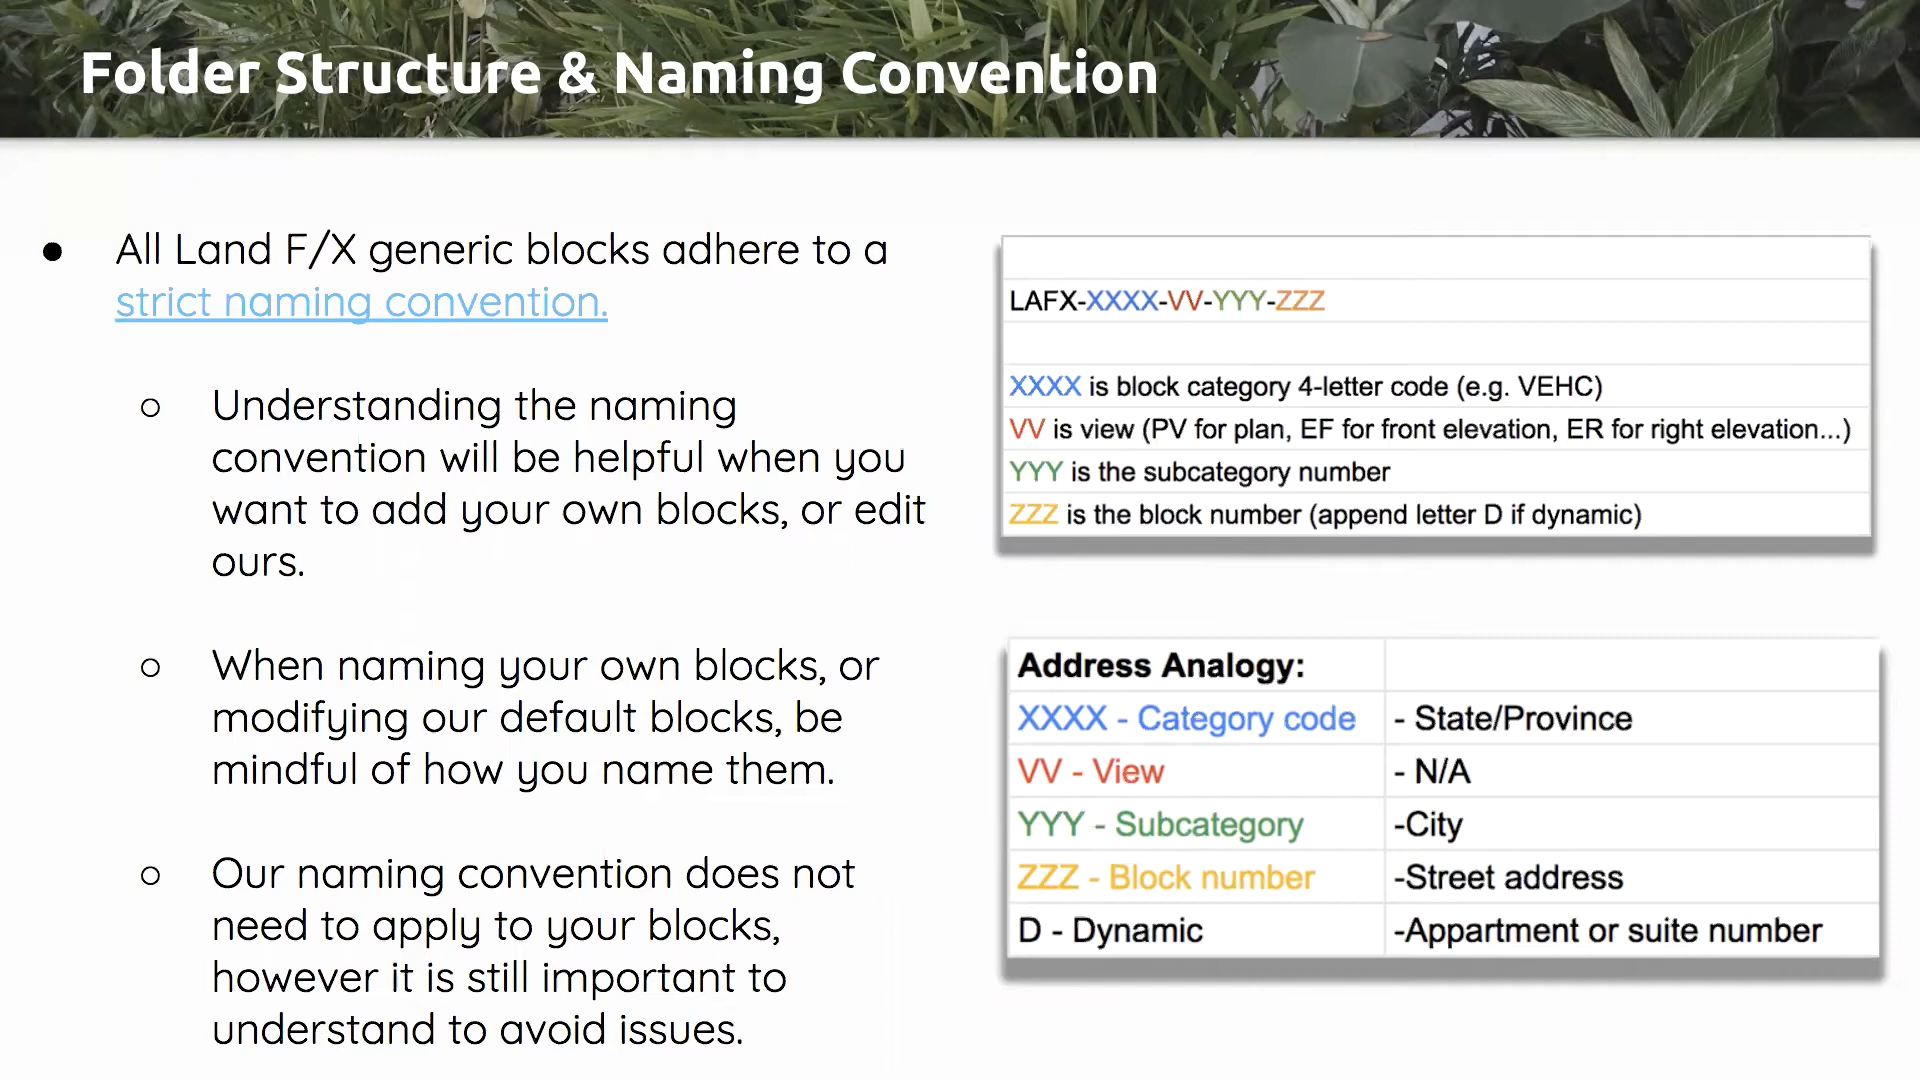 Folder Structure & Naming Convention
● All Land F/X generic blocks adhere to a
strict naming convention.
○ Understanding the naming
convention will be helpful when you
want to add your own blocks, or edit
ours.
○ When naming your own blocks, or
modifying our default blocks, be
mindful of how you name them.
○ Our naming convention does not
need to apply to your blocks,
however it is still important to
understand to avoid issues.
LAFX-XXXX-VV-YYY-ZZZ
XXXX is block category 4-letter code (e.g. VEHC)
VV is view (PV for plan, EF for front elevation, ER for right elevation...)
YYY is the subcategory number
ZZZ is the block number (append letter D if dynamic)
Address Analogy:
XXXX - Category code - State/Province
VV - View - N/A
YYY - Subcategory -City
ZZZ - Block number -Street address
D - Dynamic -Appartment or suite number